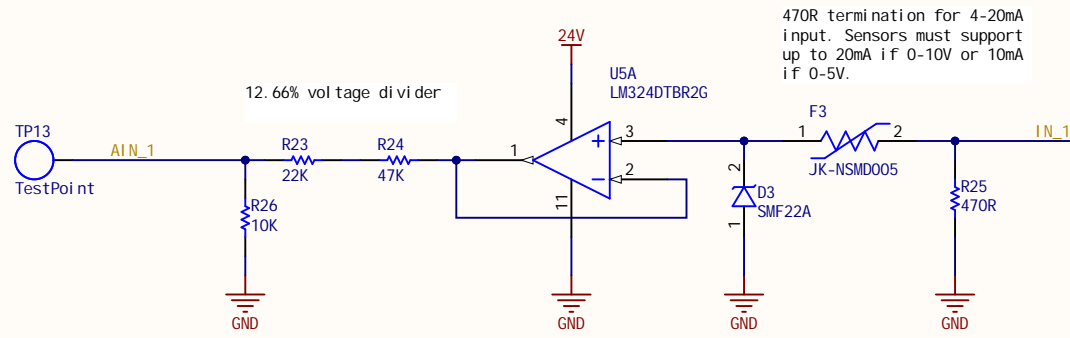 470R termination for 4-20mA
input. Sensors must support
up to 20mA if 0-10V or 10mA
if 0-5V.
24V
U5A
LM324DTBR2G
12.66% voltage divider
F3
TP13
AIN_1
R23
22K
R24
47K
1
4
3
2
11
+
−
1
2
IN_1
JK-NSMD005
TestPoint
R26
10K
2
D3
SMF22A
1
R25
470R
GND
GND
GND
GND